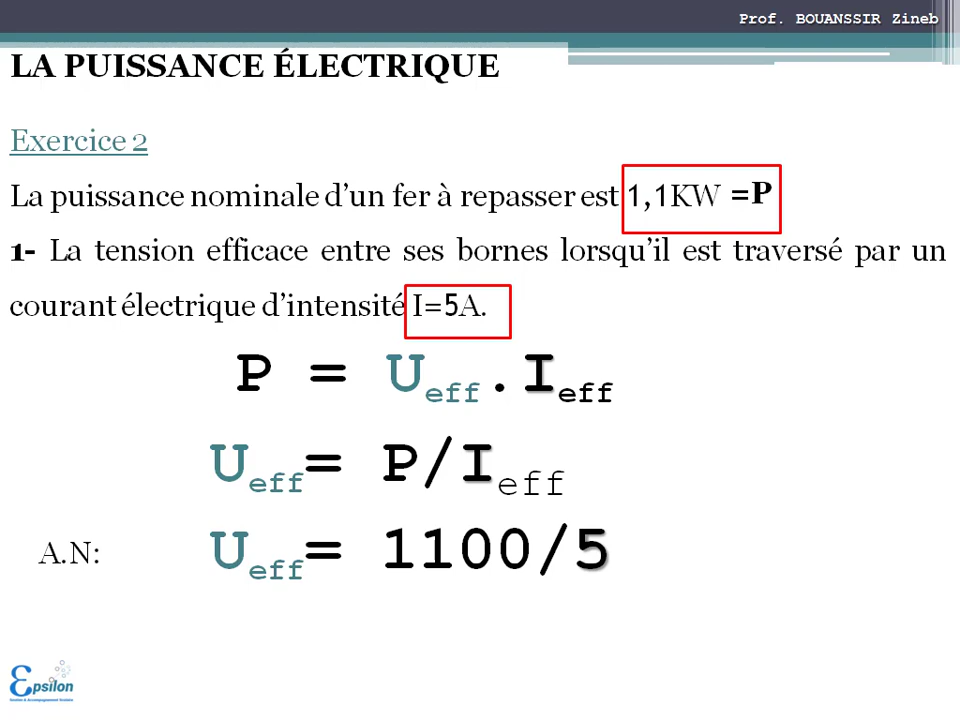 Prof. BOUANSSIR Zineb
LA PUISSANCE ÉLECTRIQUE
Exercice 2
La puissance nominale d’un fer à repasser est 1,1KW =P
1- La tension efficace entre ses bornes lorsqu’il est traversé par un
courant électrique d’intensité I=5A.
P = Ueff.Ieff
Ueff= P/Ieff
A.N: Ueff= 1100/5
Epsilon